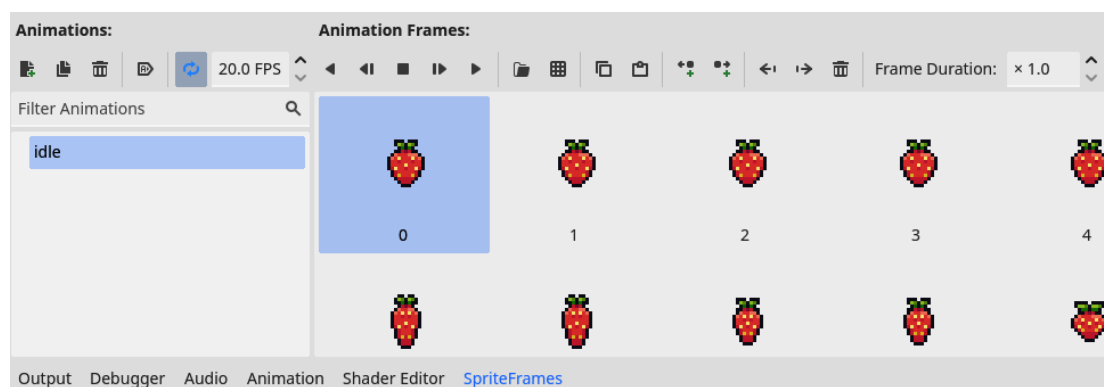 Animations: Animation Frames:
20.0 FPS Frame Duration: × 1.0
Filter Animations
idle
0 1 2 3 4
Output Debugger Audio Animation Shader Editor SpriteFrames